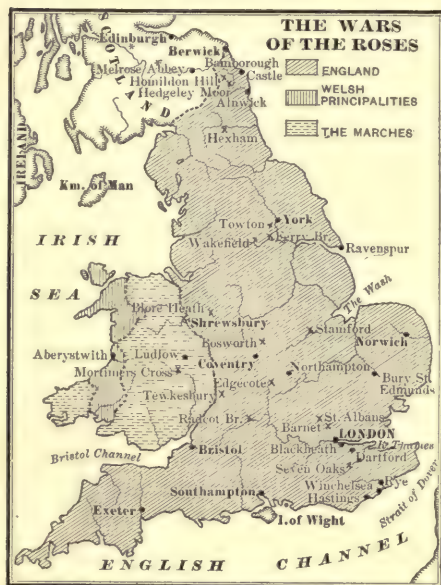 THE WARS
OF THE ROSES
ENGLAND
WELSH
PRINCIPALITIES
THE MARCHES
SCOTLAND
Edinburgh
Berwick
Melrose Abbey
Bamborough
Castle
Homildon Hill
Hedgeley Moor
Alnwick
Hexham
IRELAND
Km. of Man
IRISH
SEA
Towton
York
Wakefield
Ferry Br.
Ravenspur
The Wash
Blore Heath
Shrewsbury
Stamford
Norwich
Bosworth
Aberystwith
Ludlow
Coventry
Mortimers Cross
Northampton
Bury St.
Edmunds
Edgecote
Tewkesbury
Radcot Br.
St. Albans
Barnet
LONDON
R. Thames
Blackheath
Dartford
Bristol Channel
Bristol
Seven Oaks
Winchelsea
Rye
Hastings
Southampton
Strait of Dover
Exeter
I. of Wight
ENGLISH CHANNEL